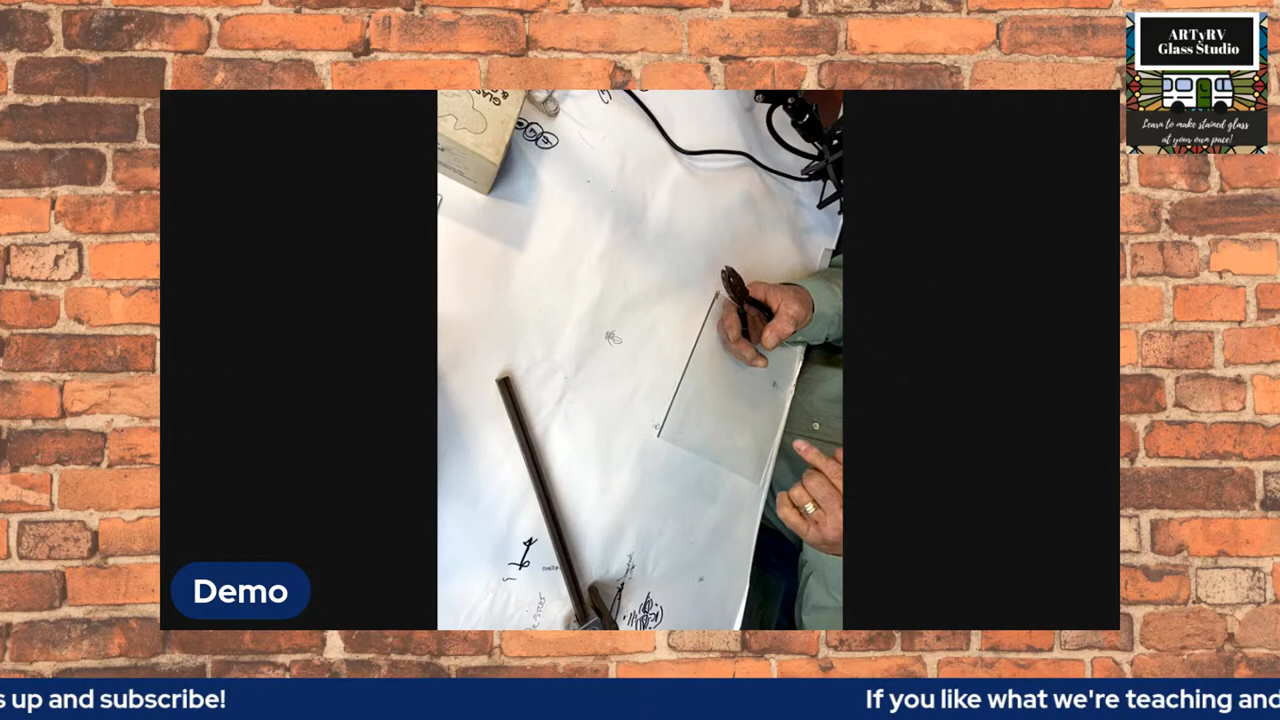 ARTyRV
Glass Studio
Learn to make stained glass
at your own pace!
Demo
s up and subscribe!
If you like what we're teaching and